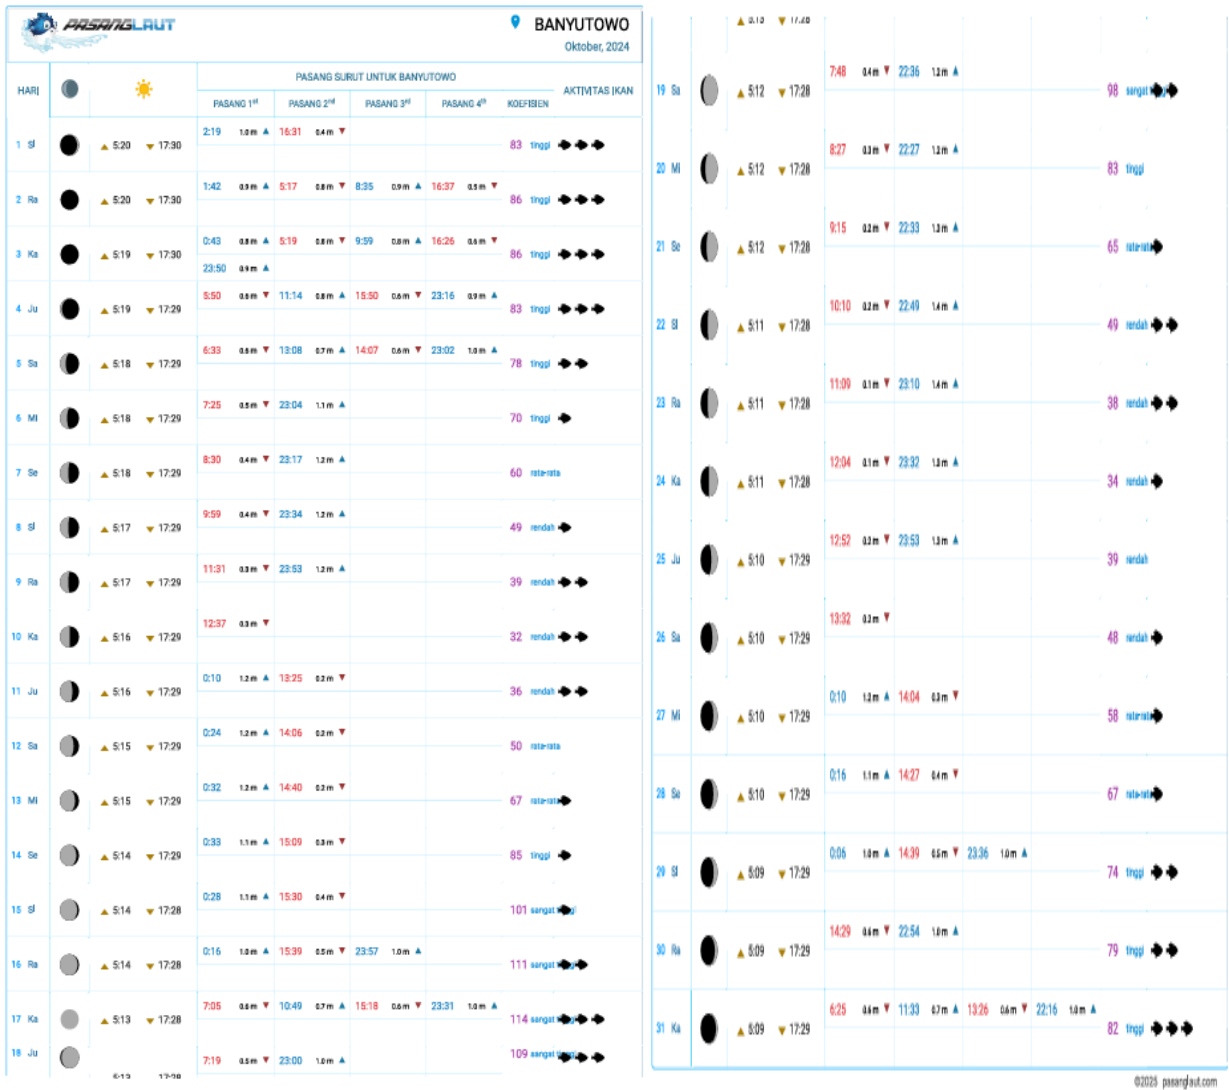 PASANGLAUT
BANYUTOWO
Oktober, 2024
HARI
PASANG SURUT UNTUK BANYUTOWO
AKTIVITAS IKAN
PASANG 1st PASANG 2nd PASANG 3rd PASANG 4th KOEFISIEN
1 Sl ▲ 5:20 ▼ 17:30 2:19 1.0 m ▲ 16:31 0.4 m ▼ 83 tinggi
2 Ra ▲ 5:20 ▼ 17:30 1:42 0.9 m ▲ 5:17 0.8 m ▼ 8:35 0.9 m ▲ 16:37 0.5 m ▼ 86 tinggi
3 Ka ▲ 5:19 ▼ 17:30 0:43 0.8 m ▲ 5:19 0.8 m ▼ 9:59 0.8 m ▲ 16:26 0.6 m ▼ 86 tinggi
23:50 0.9 m ▲
4 Ju ▲ 5:19 ▼ 17:29 5:50 0.6 m ▼ 11:14 0.8 m ▲ 15:50 0.6 m ▼ 23:16 0.9 m ▲ 83 tinggi
5 Sa ▲ 5:18 ▼ 17:29 6:33 0.6 m ▼ 13:08 0.7 m ▲ 14:07 0.6 m ▼ 23:02 1.0 m ▲ 78 tinggi
6 Mi ▲ 5:18 ▼ 17:29 7:25 0.5 m ▼ 23:04 1.1 m ▲ 70 tinggi
7 Se ▲ 5:18 ▼ 17:29 8:30 0.4 m ▼ 23:17 1.2 m ▲ 60 rata-rata
8 Sl ▲ 5:17 ▼ 17:29 9:59 0.4 m ▼ 23:34 1.2 m ▲ 49 rendah
9 Ra ▲ 5:17 ▼ 17:29 11:31 0.3 m ▼ 23:53 1.2 m ▲ 39 rendah
10 Ka ▲ 5:16 ▼ 17:29 12:37 0.3 m ▼ 32 rendah
11 Ju ▲ 5:16 ▼ 17:29 0:10 1.2 m ▲ 13:25 0.2 m ▼ 36 rendah
12 Sa ▲ 5:15 ▼ 17:29 0:24 1.2 m ▲ 14:06 0.2 m ▼ 50 rata-rata
13 Mi ▲ 5:15 ▼ 17:29 0:32 1.2 m ▲ 14:40 0.2 m ▼ 67 rata-rata
14 Se ▲ 5:14 ▼ 17:29 0:33 1.1 m ▲ 15:09 0.3 m ▼ 85 tinggi
15 Sl ▲ 5:14 ▼ 17:28 0:28 1.1 m ▲ 15:30 0.4 m ▼ 101 sangat tinggi
16 Ra ▲ 5:14 ▼ 17:28 0:16 1.0 m ▲ 15:39 0.5 m ▼ 23:57 1.0 m ▲ 111 sangat tinggi
17 Ka ▲ 5:13 ▼ 17:28 7:05 0.6 m ▼ 10:49 0.7 m ▲ 15:18 0.6 m ▼ 23:31 1.0 m ▲ 114 sangat
18 Ju 7:19 0.5 m ▼ 23:00 1.0 m ▲ 109 sangat
▲ 5:13 ▼ 17:28
19 Sa ▲ 5:12 ▼ 17:28 7:48 0.4 m ▼ 22:36 1.2 m ▲ 98 sangat
20 Mi ▲ 5:12 ▼ 17:28 8:27 0.3 m ▼ 22:27 1.2 m ▲ 83 tinggi
21 Se ▲ 5:12 ▼ 17:28 9:15 0.2 m ▼ 22:33 1.3 m ▲ 65 rata-rata
22 Sl ▲ 5:11 ▼ 17:28 10:10 0.2 m ▼ 22:49 1.4 m ▲ 49 rendah
23 Ra ▲ 5:11 ▼ 17:28 11:09 0.1 m ▼ 23:10 1.4 m ▲ 38 rendah
24 Ka ▲ 5:11 ▼ 17:28 12:04 0.1 m ▼ 23:32 1.3 m ▲ 34 rendah
25 Ju ▲ 5:10 ▼ 17:29 12:52 0.2 m ▼ 23:53 1.3 m ▲ 39 rendah
26 Sa ▲ 5:10 ▼ 17:29 13:32 0.2 m ▼ 48 rendah
27 Mi ▲ 5:10 ▼ 17:29 0:10 1.2 m ▲ 14:04 0.3 m ▼ 58 rata-rata
28 Se ▲ 5:10 ▼ 17:29 0:16 1.1 m ▲ 14:27 0.4 m ▼ 67 rata-rata
29 Sl ▲ 5:09 ▼ 17:29 0:06 1.0 m ▲ 14:39 0.5 m ▼ 23:36 1.0 m ▲ 74 tinggi
30 Ra ▲ 5:09 ▼ 17:29 14:29 0.6 m ▼ 22:54 1.0 m ▲ 79 tinggi
31 Ka ▲ 5:09 ▼ 17:29 6:25 0.6 m ▼ 11:33 0.7 m ▲ 13:26 0.6 m ▼ 22:16 1.0 m ▲ 82 tinggi
©2025 pasanglaut.com